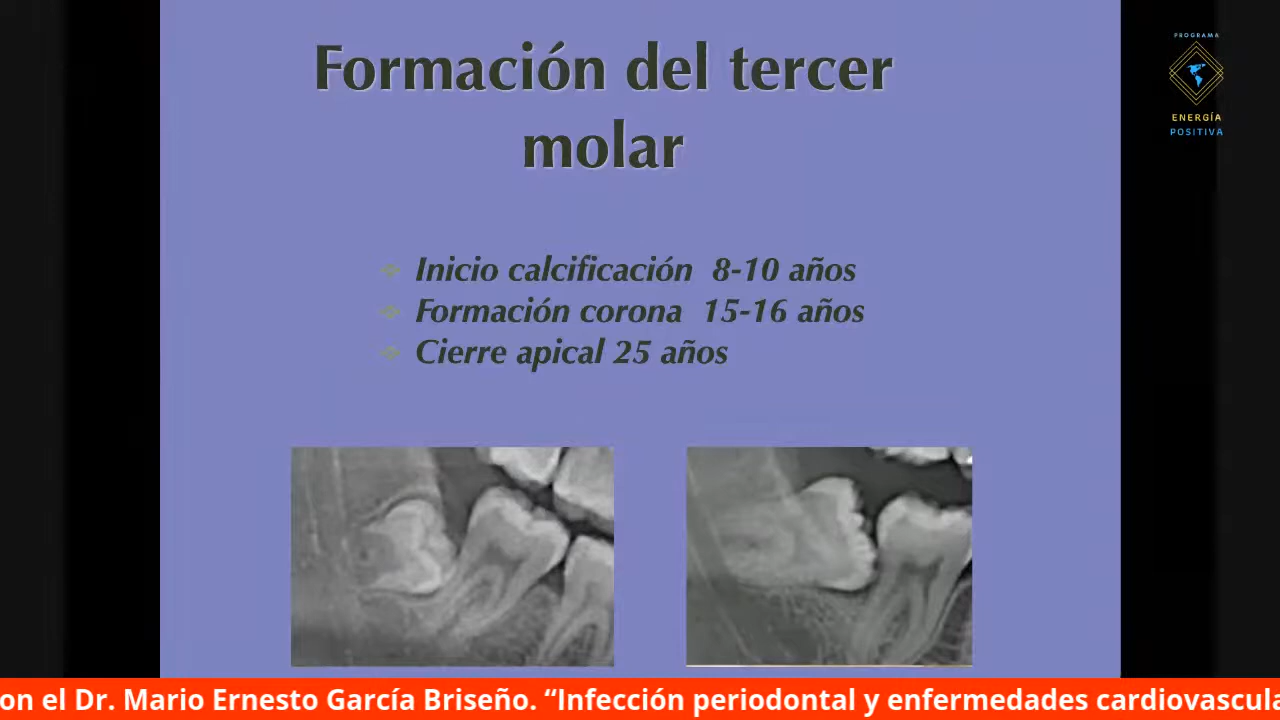 Formación del tercer
molar
Inicio calcificación 8-10 años
Formación corona 15-16 años
Cierre apical 25 años
PROGRAMA
ENERGÍA
POSITIVA
on el Dr. Mario Ernesto García Briseño. “Infección periodontal y enfermedades cardiovascula